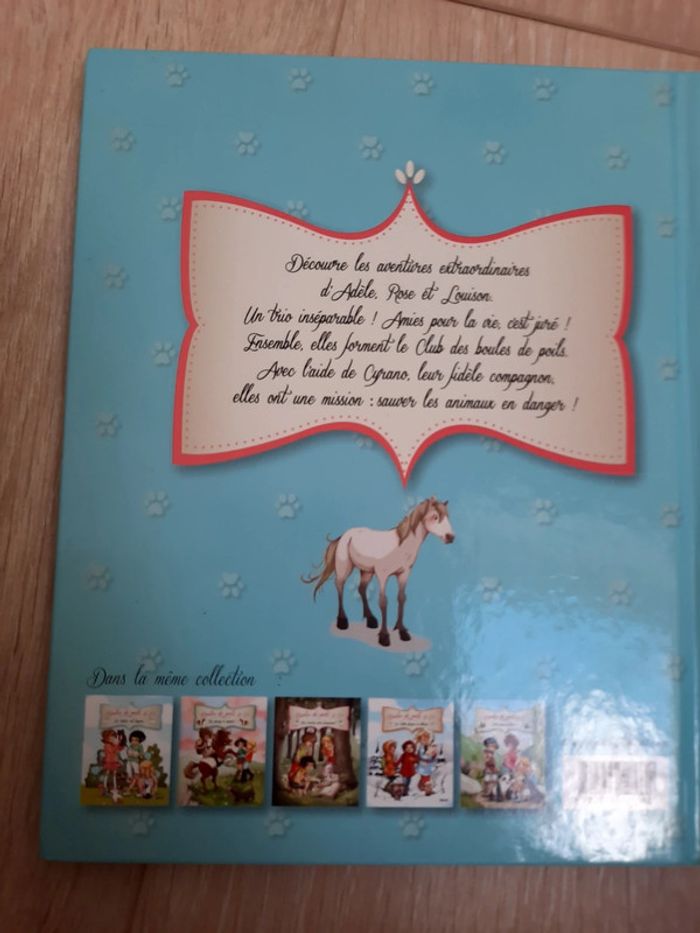 Découvre les aventures extraordinaires
d'Adèle, Rose et Louison.
Un trio inséparable ! Amies pour la vie, c'est juré !
Ensemble, elles forment le Club des boules de poils.
Avec l'aide de Cyrano, leur fidèle compagnon,
elles ont une mission : sauver les animaux en danger !
Dans la même collection :